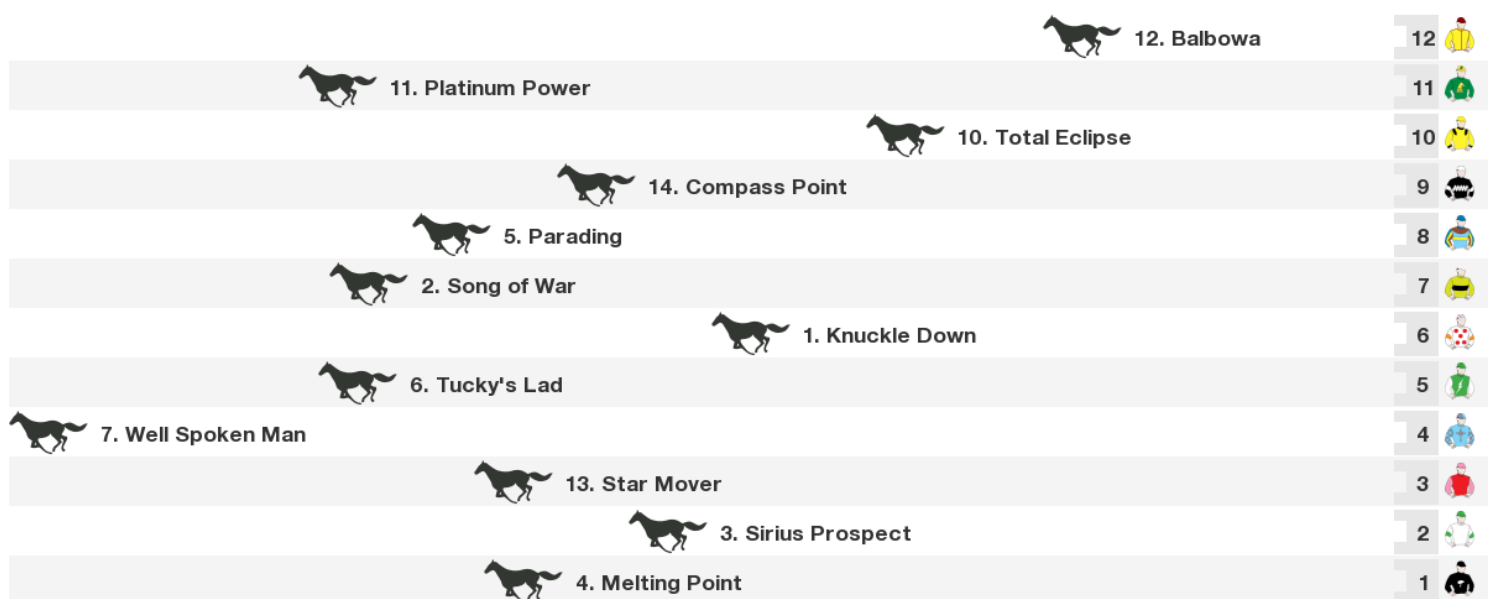 12. Balbowa 12
11. Platinum Power 11
10. Total Eclipse 10
14. Compass Point 9
5. Parading 8
2. Song of War 7
1. Knuckle Down 6
6. Tucky's Lad 5
7. Well Spoken Man 4
13. Star Mover 3
3. Sirius Prospect 2
4. Melting Point 1